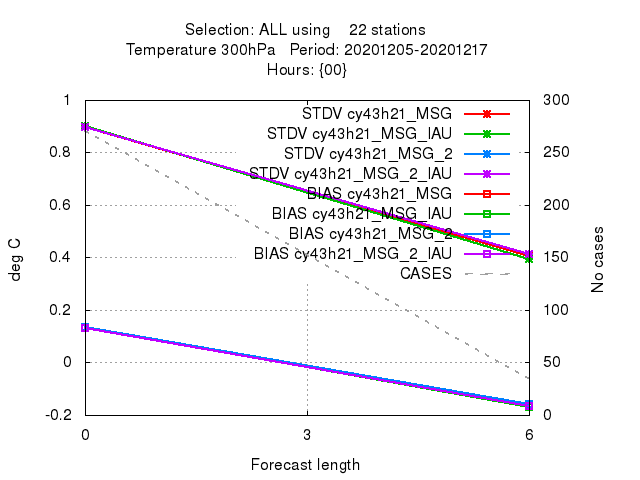 Selection: ALL using 22 stations
Temperature 300hPa Period: 20201205-20201217
Hours: {00}
1 300
STDV cy43h21_MSG
STDV cy43h21_MSG_IAU
0.8 250
STDV cy43h21_MSG_2
STDV cy43h21_MSG_2_IAU
BIAS cy43h21_MSG
0.6 200
BIAS cy43h21_MSG_IAU
BIAS cy43h21_MSG_2
BIAS cy43h21_MSG_2_IAU
0.4 150
CASES
deg C
No cases
0.2 100
0 50
-0.2 0
0 3 6
Forecast length